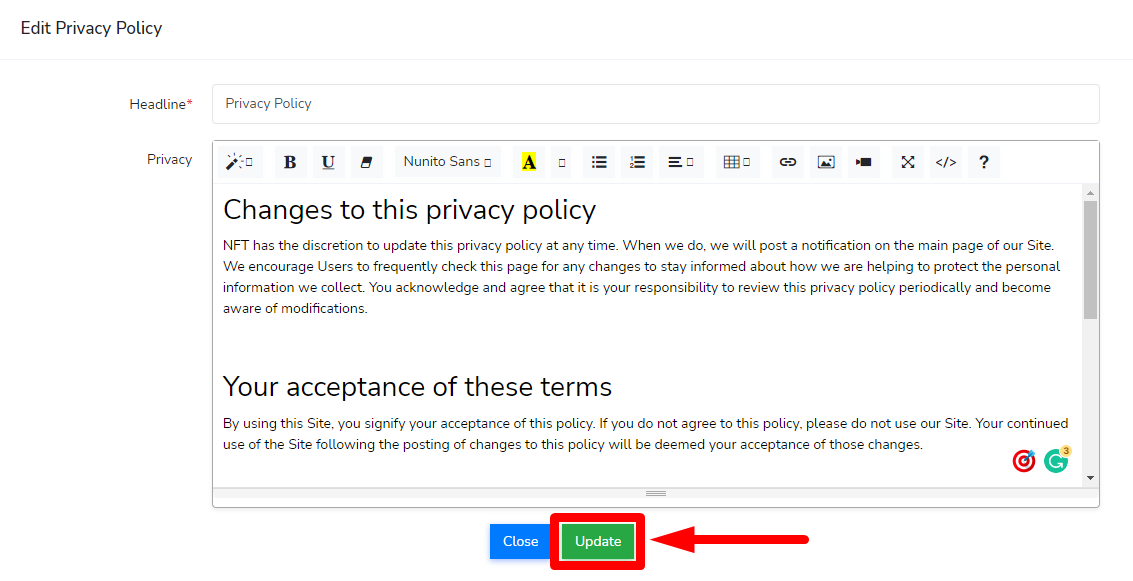 Edit Privacy Policy
Headline*
Privacy Policy
Privacy
B U Nunito Sans A </> ?
Changes to this privacy policy
NFT has the discretion to update this privacy policy at any time. When we do, we will post a notification on the main page of our Site.
We encourage Users to frequently check this page for any changes to stay informed about how we are helping to protect the personal
information we collect. You acknowledge and agree that it is your responsibility to review this privacy policy periodically and become
aware of modifications.
Your acceptance of these terms
By using this Site, you signify your acceptance of this policy. If you do not agree to this policy, please do not use our Site. Your continued
use of the Site following the posting of changes to this policy will be deemed your acceptance of those changes.
3
Close Update